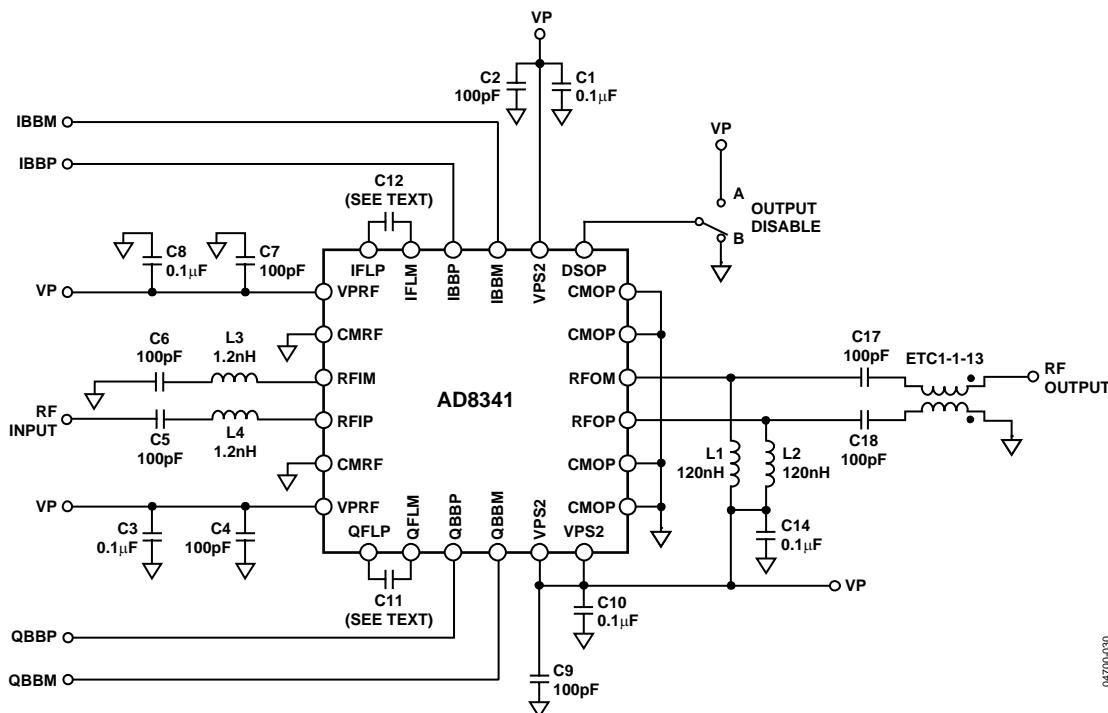 VP
C2
100pF
C1
0.1μF
IBBM
IBBP
VP
C12
(SEE TEXT)
A
OUTPUT
DISABLE
B
C8
0.1μF
C7
100pF
IFLP
IFLM
IBBP
IBBM
VPS2
DSOP
VP
VPRF
CMOP
CMRF
CMOP
C6
100pF
L3
1.2nH
RFIM
RFOM
C17
100pF
ETC1-1-13
RF
OUTPUT
AD8341
RF
INPUT
C5
100pF
L4
1.2nH
RFIP
RFOP
C18
100pF
L1
120nH
L2
120nH
CMRF
CMOP
VP
VPRF
CMOP
C3
0.1μF
C4
100pF
QFLP
QFLM
QBBP
QBBM
VPS2
VPS2
C14
0.1μF
C11
(SEE TEXT)
VP
C10
0.1μF
QBBP
QBBM
C9
100pF
04700-030